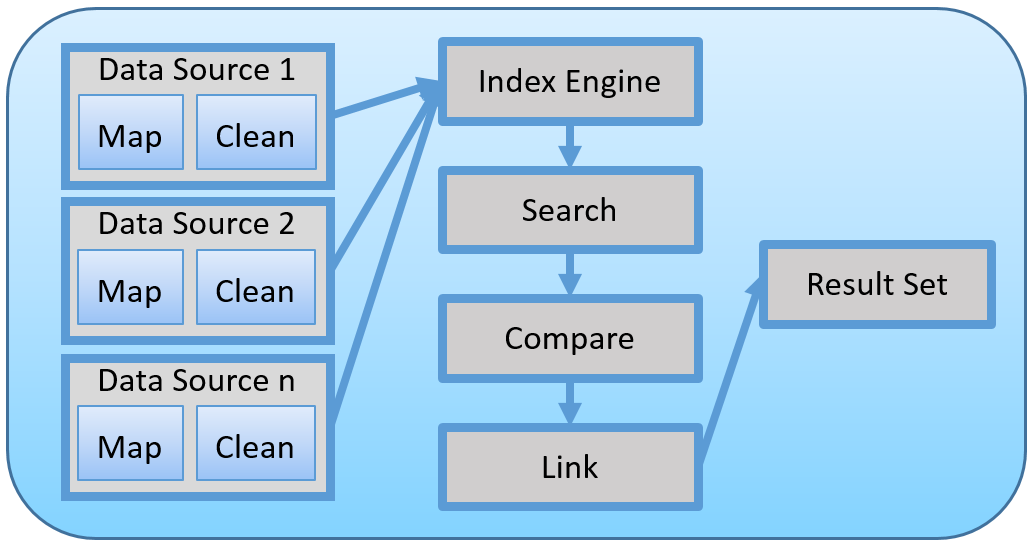 Data Source 1
Map
Clean
Data Source 2
Map
Clean
Data Source n
Map
Clean
Index Engine
Search
Compare
Link
Result Set